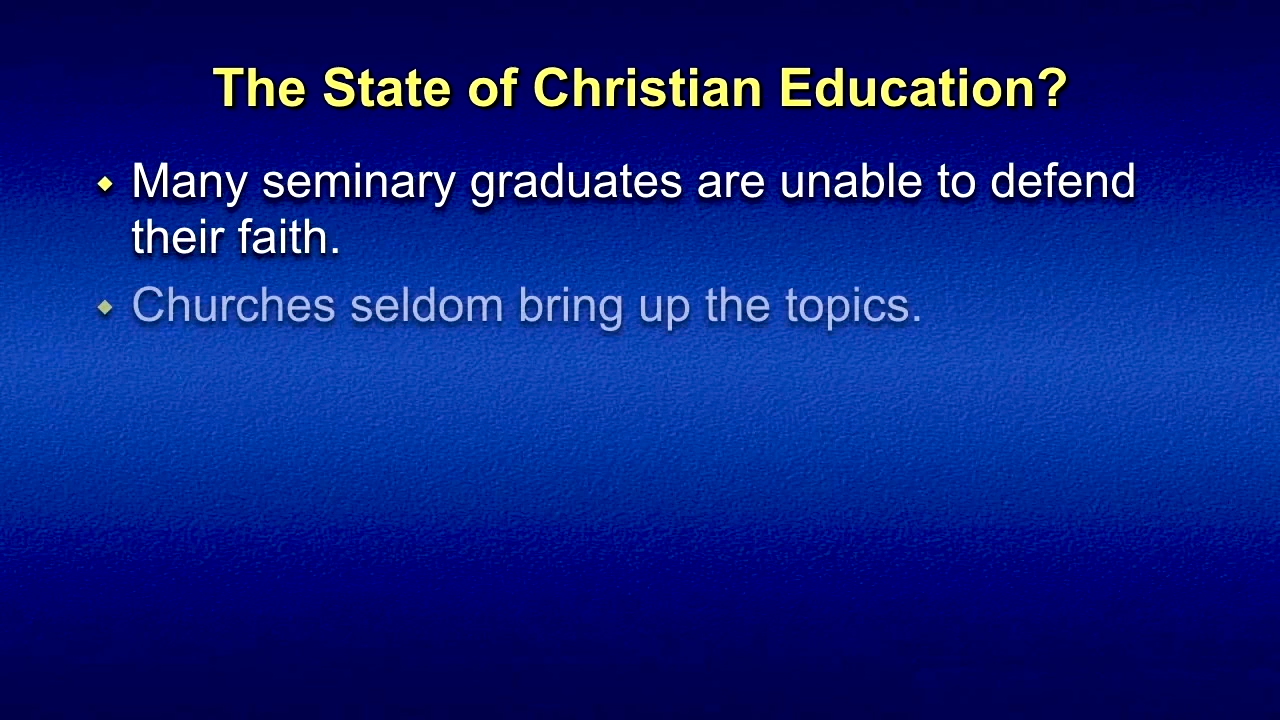 The State of Christian Education?
Many seminary graduates are unable to defend
their faith.
Churches seldom bring up the topics.